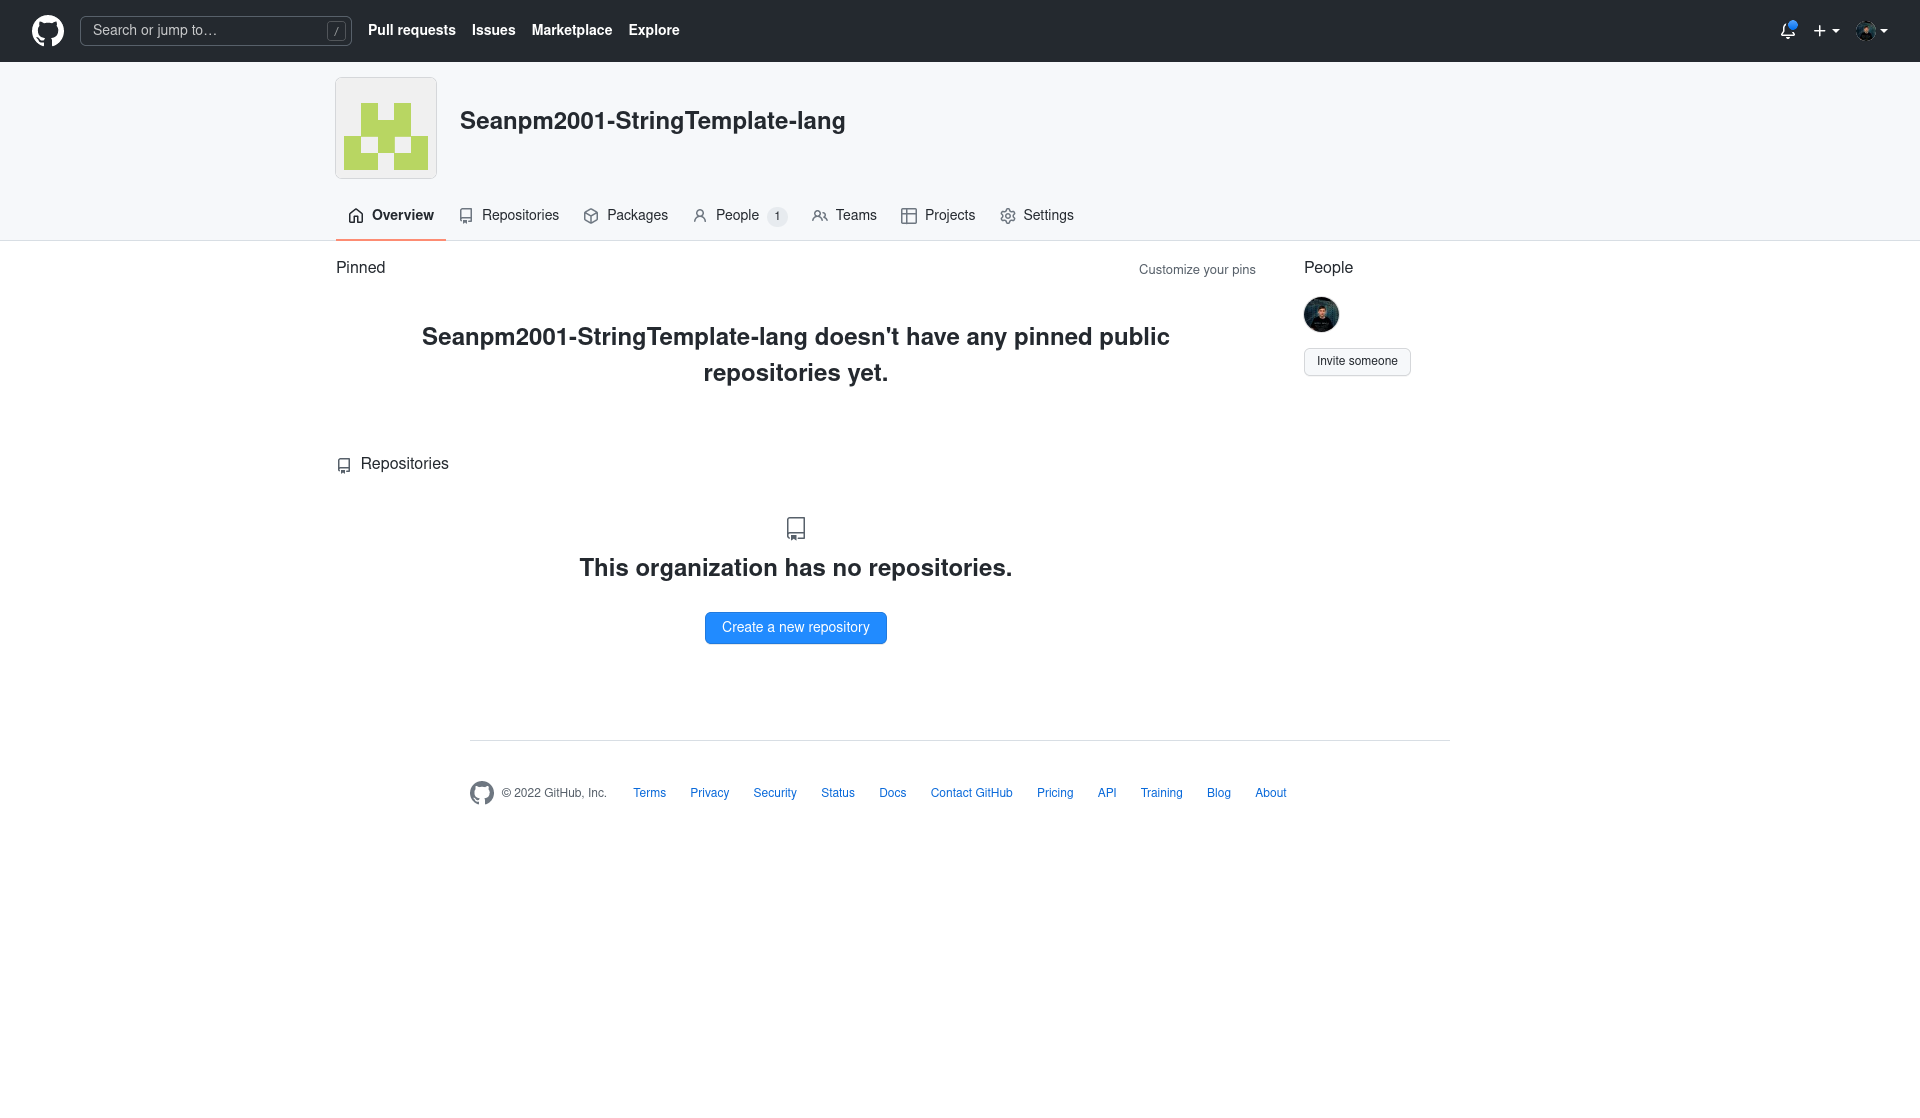 Search or jump to… /
Pull requests Issues Marketplace Explore
Seanpm2001-StringTemplate-lang
Overview Repositories Packages People 1 Teams Projects Settings
Pinned
Customize your pins
People
Seanpm2001-StringTemplate-lang doesn't have any pinned public
repositories yet.
Invite someone
Repositories
This organization has no repositories.
Create a new repository
© 2022 GitHub, Inc. Terms Privacy Security Status Docs Contact GitHub Pricing API Training Blog About